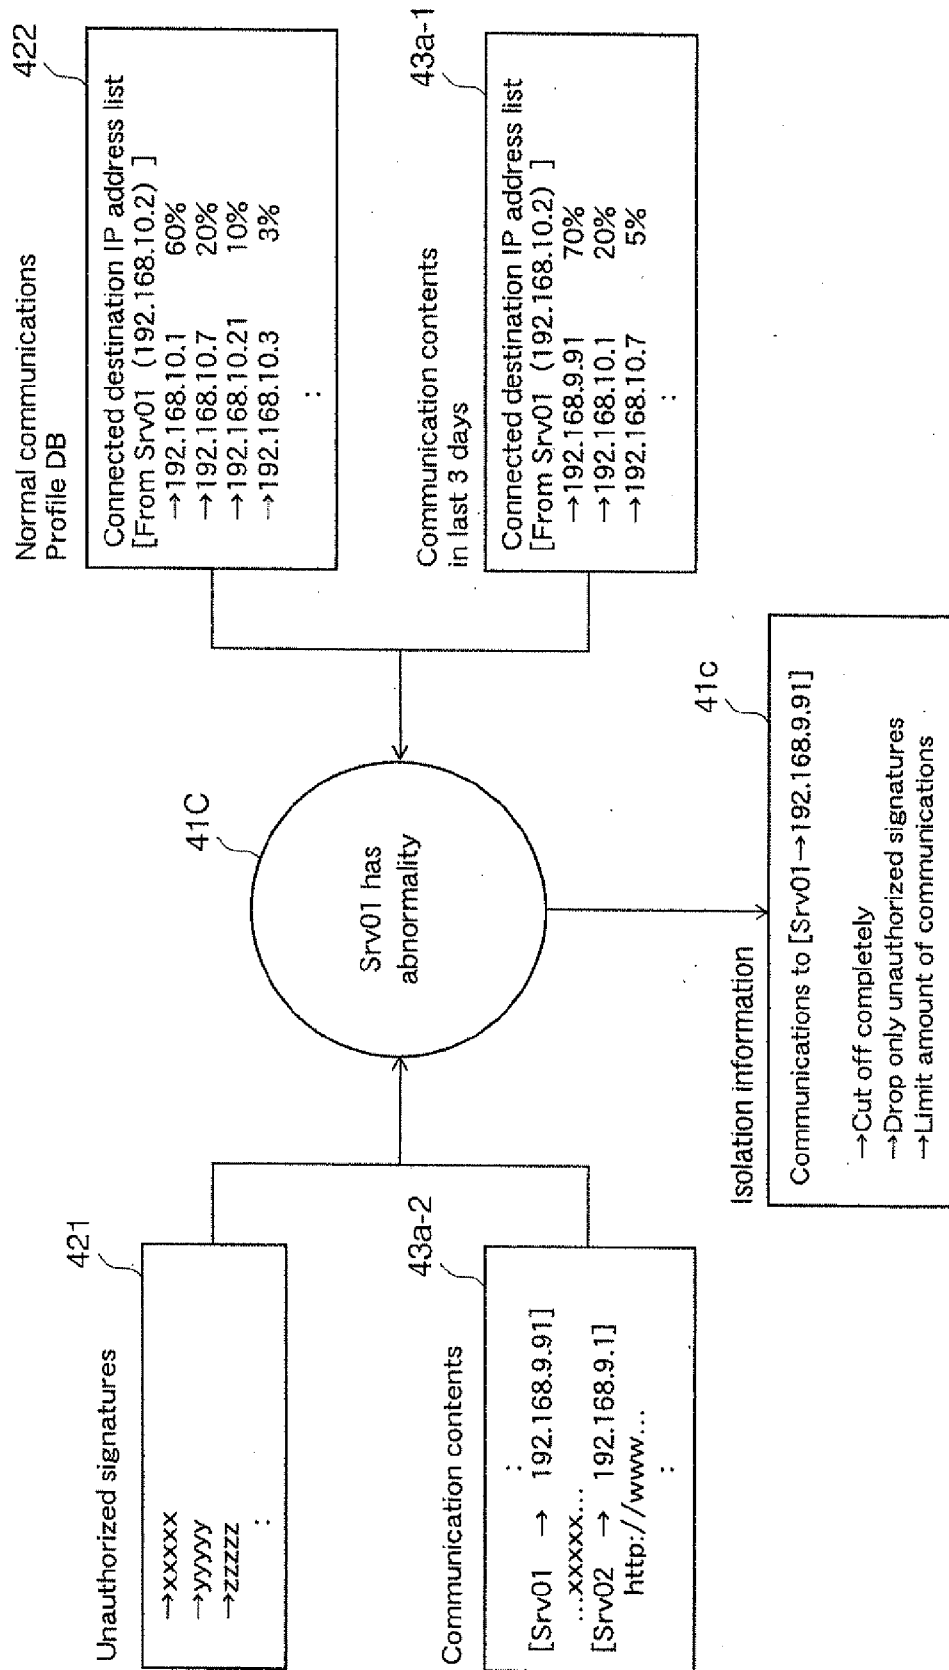 Unauthorized signatures
421
→xxxxx
→yyyyy
→zzzzz
:
Communication contents
43a-2
:
[Srv01 → 192.168.9.91]
...xxxxx...
[Srv02 → 192.168.9.1]
http://www...
:
41C
Srv01 has
abnormality
Normal communications
Profile DB
422
Connected destination IP address list
[From Srv01 (192.168.10.2) ]
→192.168.10.1 60%
→192.168.10.7 20%
→192.168.10.21 10%
→192.168.10.3 3%
:
Communication contents
in last 3 days
43a-1
Connected destination IP address list
[From Srv01 (192.168.10.2) ]
→192.168.9.91 70%
→192.168.10.1 20%
→192.168.10.7 5%
:
Isolation information
41c
Communications to [Srv01→192.168.9.91]
→Cut off completely
→Drop only unauthorized signatures
→Limit amount of communications